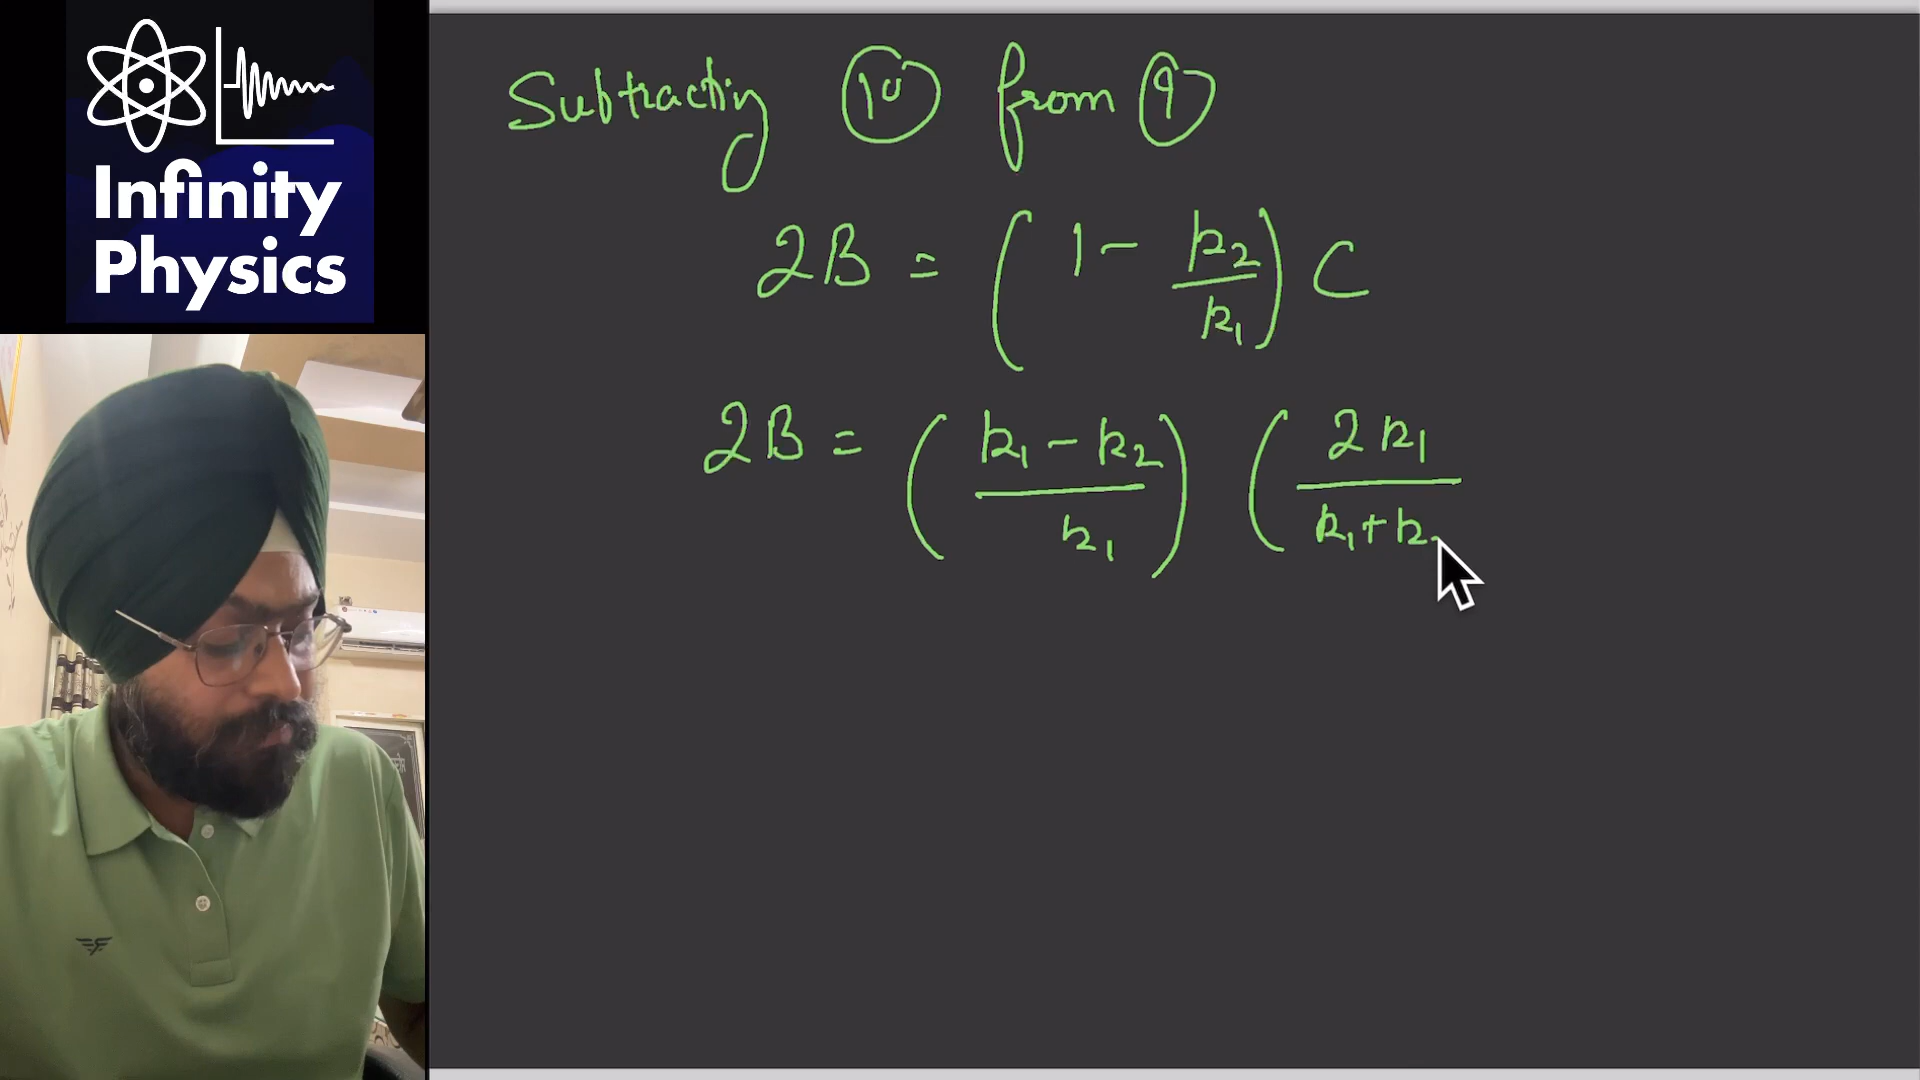 Infinity
Physics
Subtracting 10 from 9
2B = ( 1 - k₂/k₁ ) C
2B = ( k₁ - k₂ / k₁ ) ( 2k₁ / k₁ + k₂